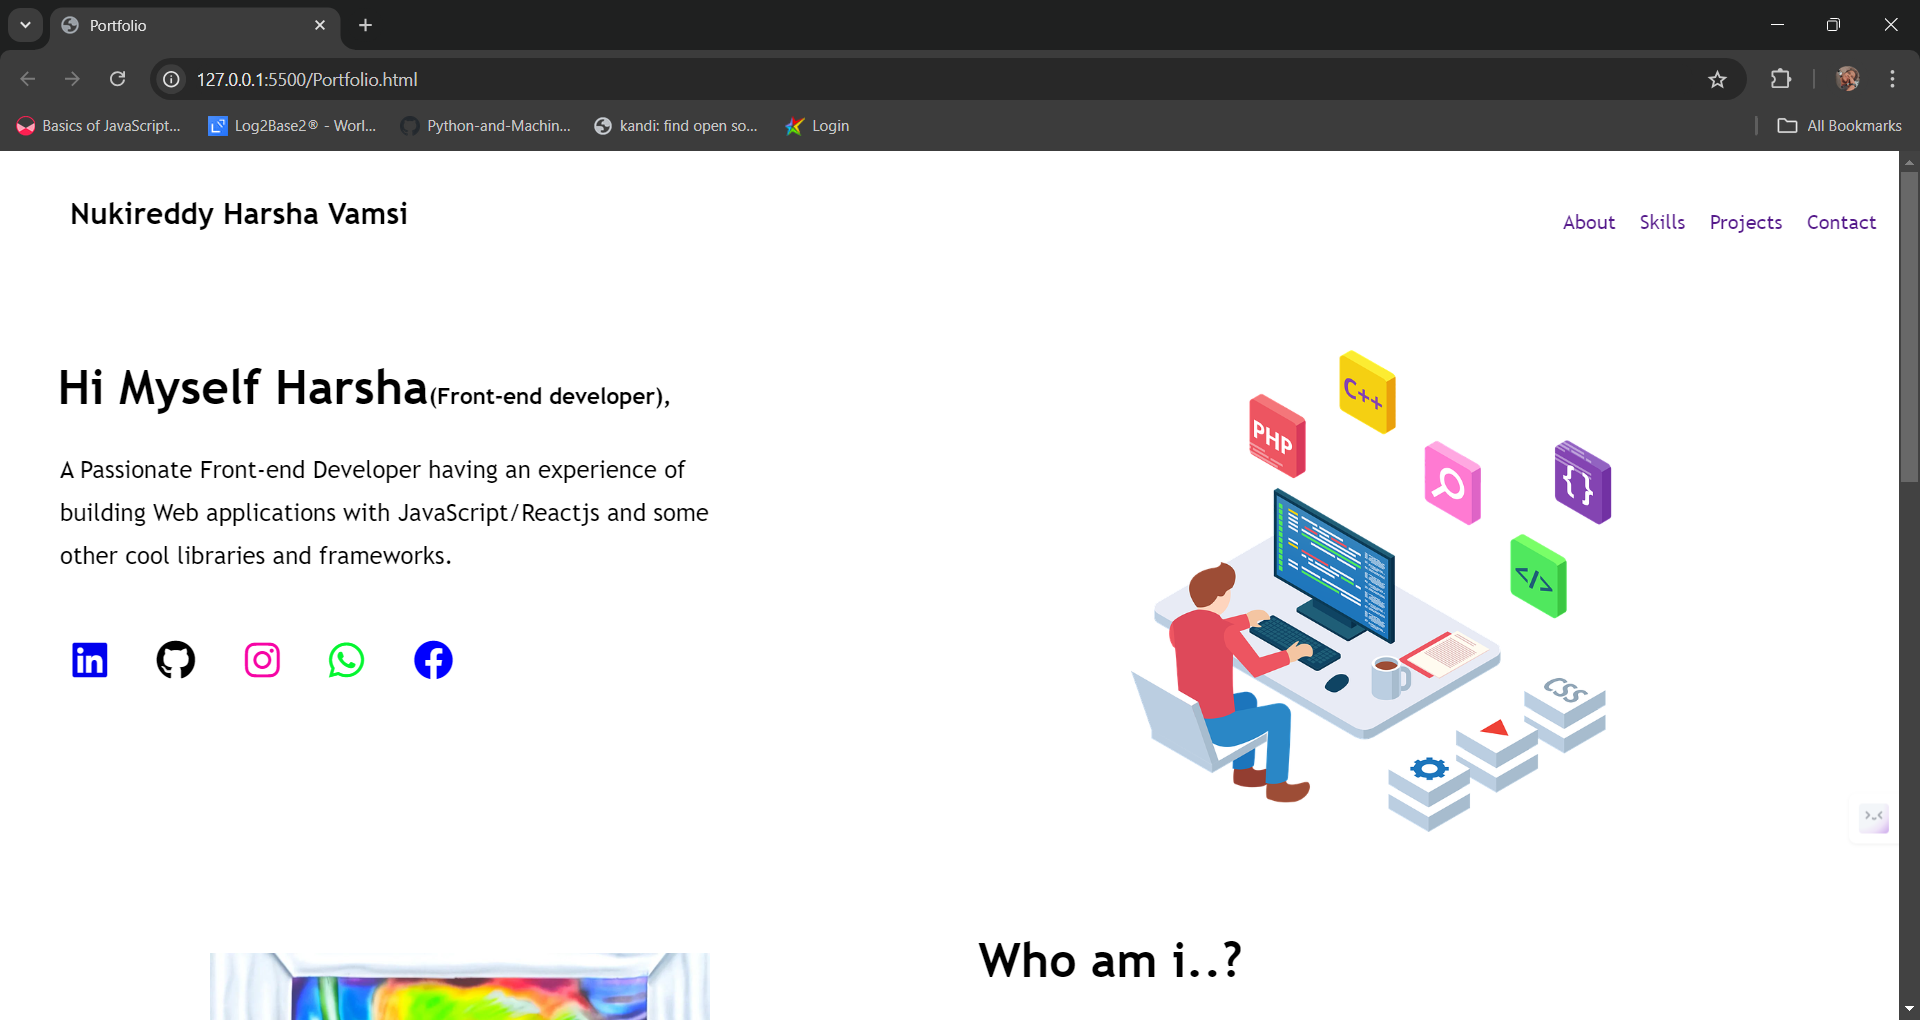 Portfolio
127.0.0.1:5500/Portfolio.html
Basics of JavaScript... Log2Base2® - Worl... Python-and-Machin... kandi: find open so... Login All Bookmarks
Nukireddy Harsha Vamsi
About Skills Projects Contact
Hi Myself Harsha(Front-end developer),
A Passionate Front-end Developer having an experience of
building Web applications with JavaScript/Reactjs and some
other cool libraries and frameworks.
in
C++
PHP
{}
</>
CSS
Who am i..?